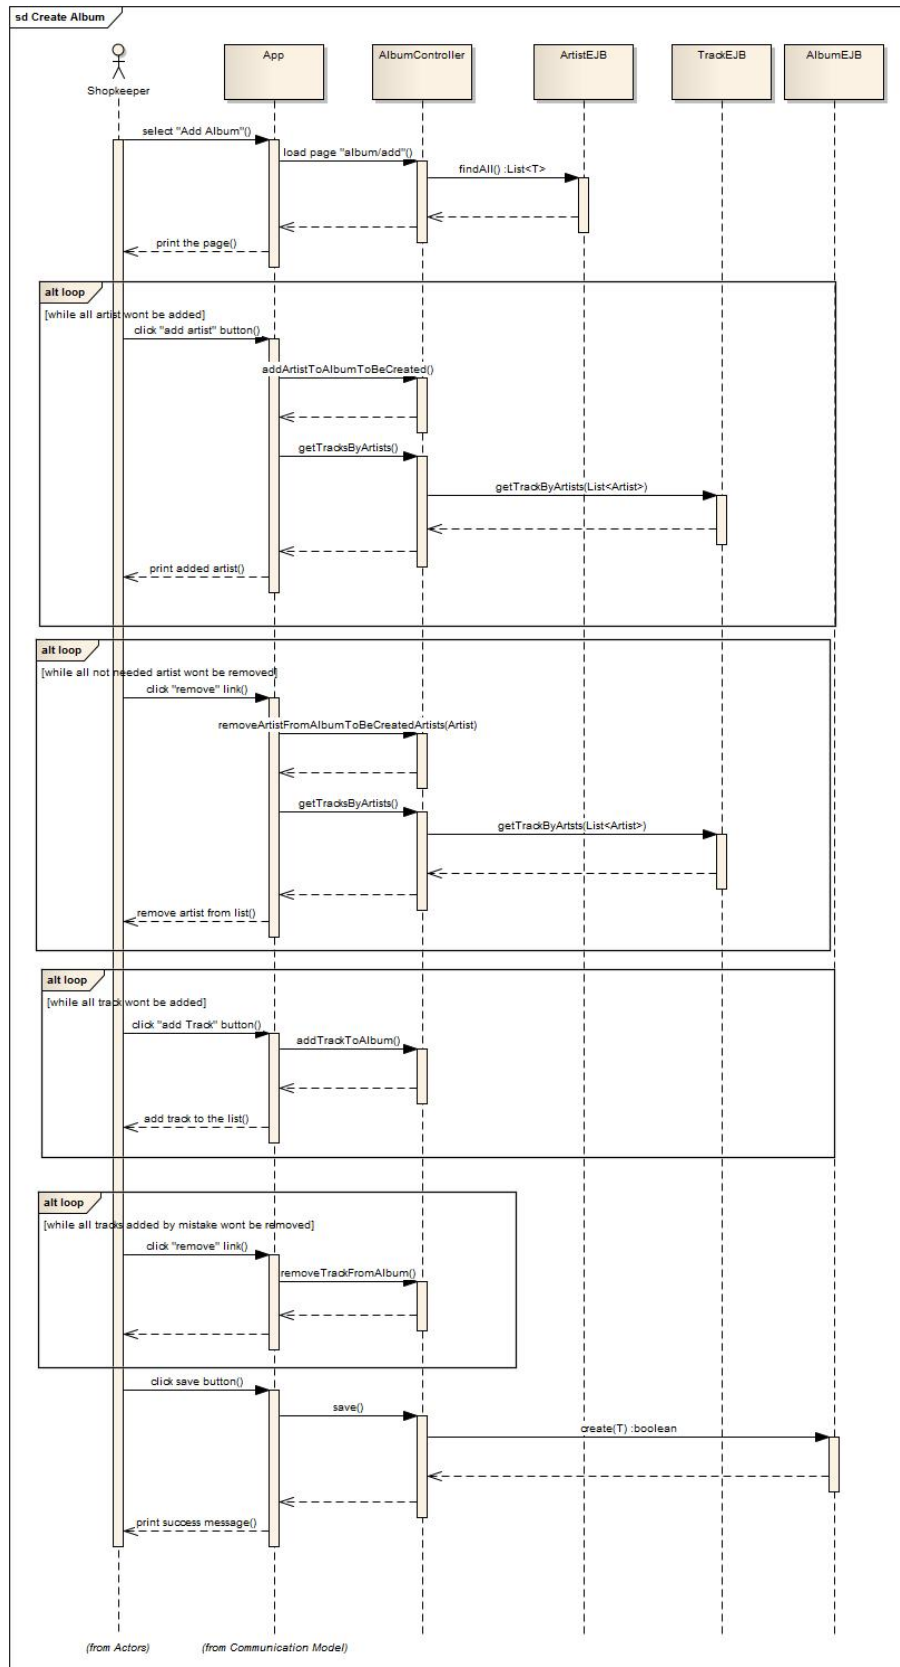 sd Create Album
Shopkeeper
App
AlbumController
ArtistEJB
TrackEJB
AlbumEJB
select "Add Album"()
load page "album/add"()
findAll() :List<T>
print the page()
alt loop
[while all artist wont be added]
click "add artist" button()
addArtistToAlbumToBeCreated()
getTracksByArtists()
getTrackByArtists(List<Artist>)
print added artist()
alt loop
[while all not needed artist wont be removed]
click "remove" link()
removeArtistFromAlbumToBeCreatedArtists(Artist)
getTracksByArtists()
getTrackByArtsts(List<Artist>)
remove artist from list()
alt loop
[while all track wont be added]
click "add Track" button()
addTrackToAlbum()
add track to the list()
alt loop
[while all tracks added by mistake wont be removed]
click "remove" link()
removeTrackFromAlbum()
click save button()
save()
create(T) :boolean
print success message()
(from Actors)
(from Communication Model)